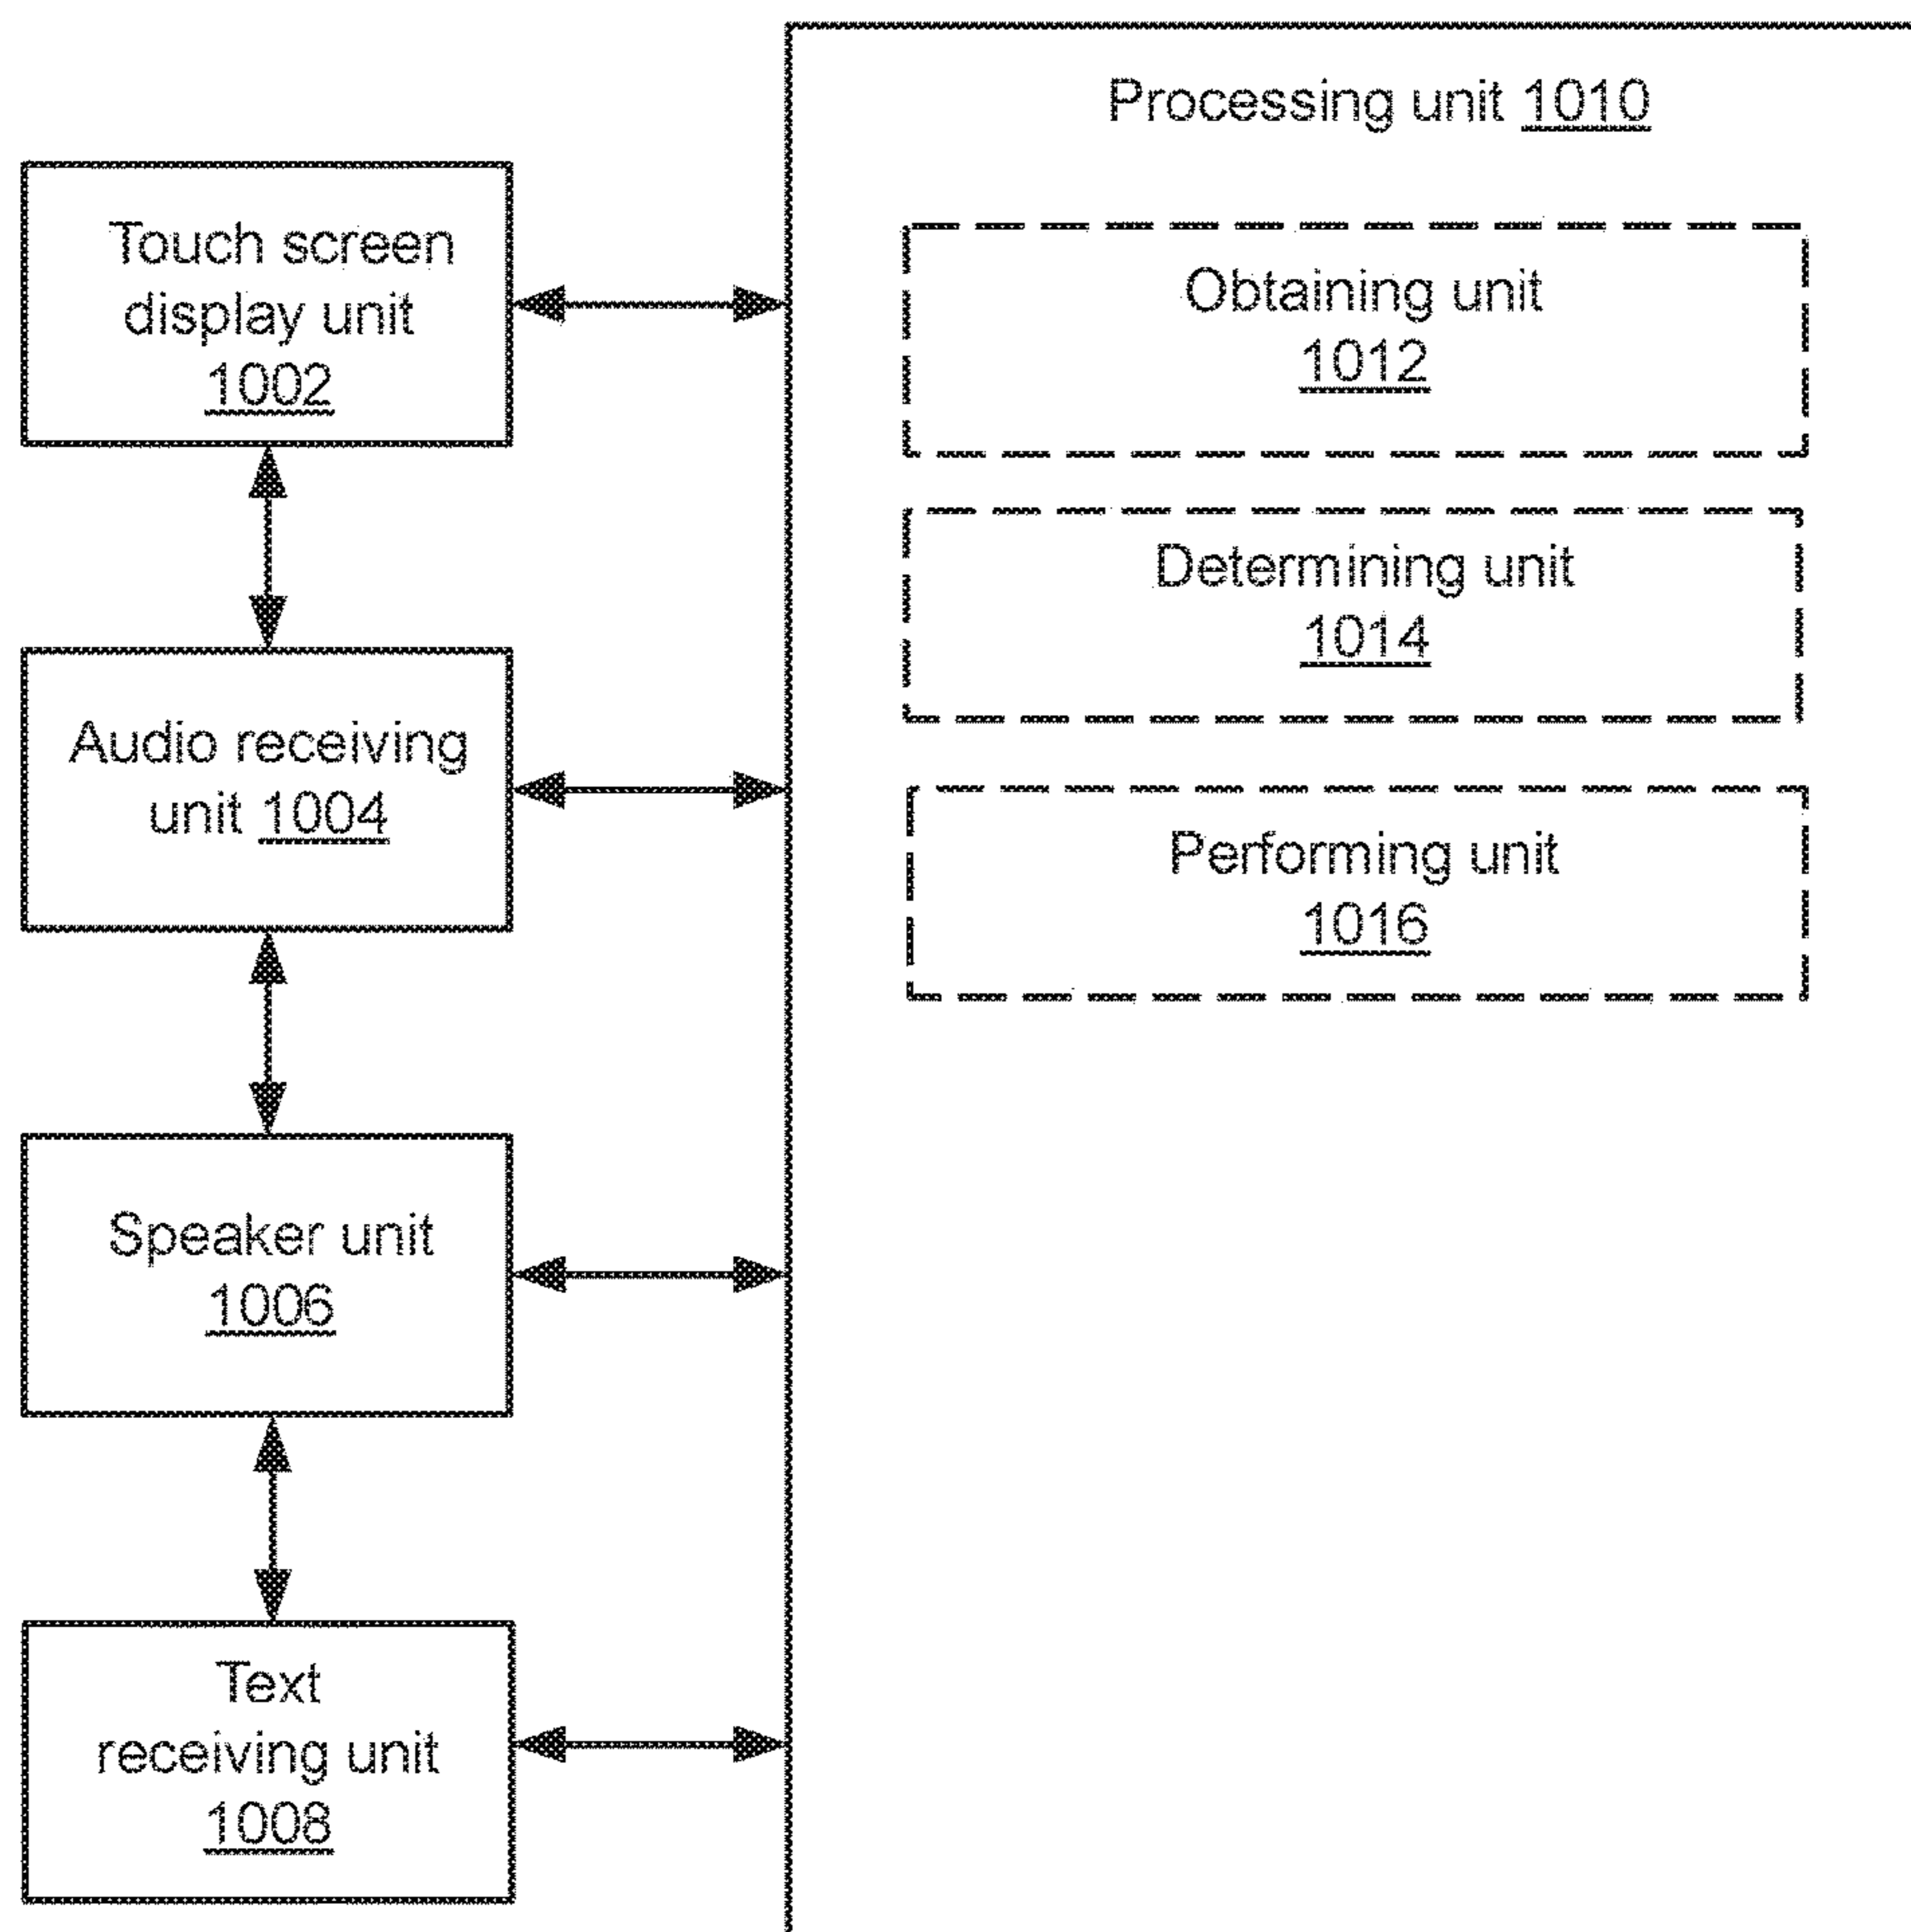 Processing unit 1010
Touch screen
display unit
1002
Obtaining unit
1012
Determining unit
1014
Audio receiving
unit 1004
Performing unit
1016
Speaker unit
1006
Text
receiving unit
1008